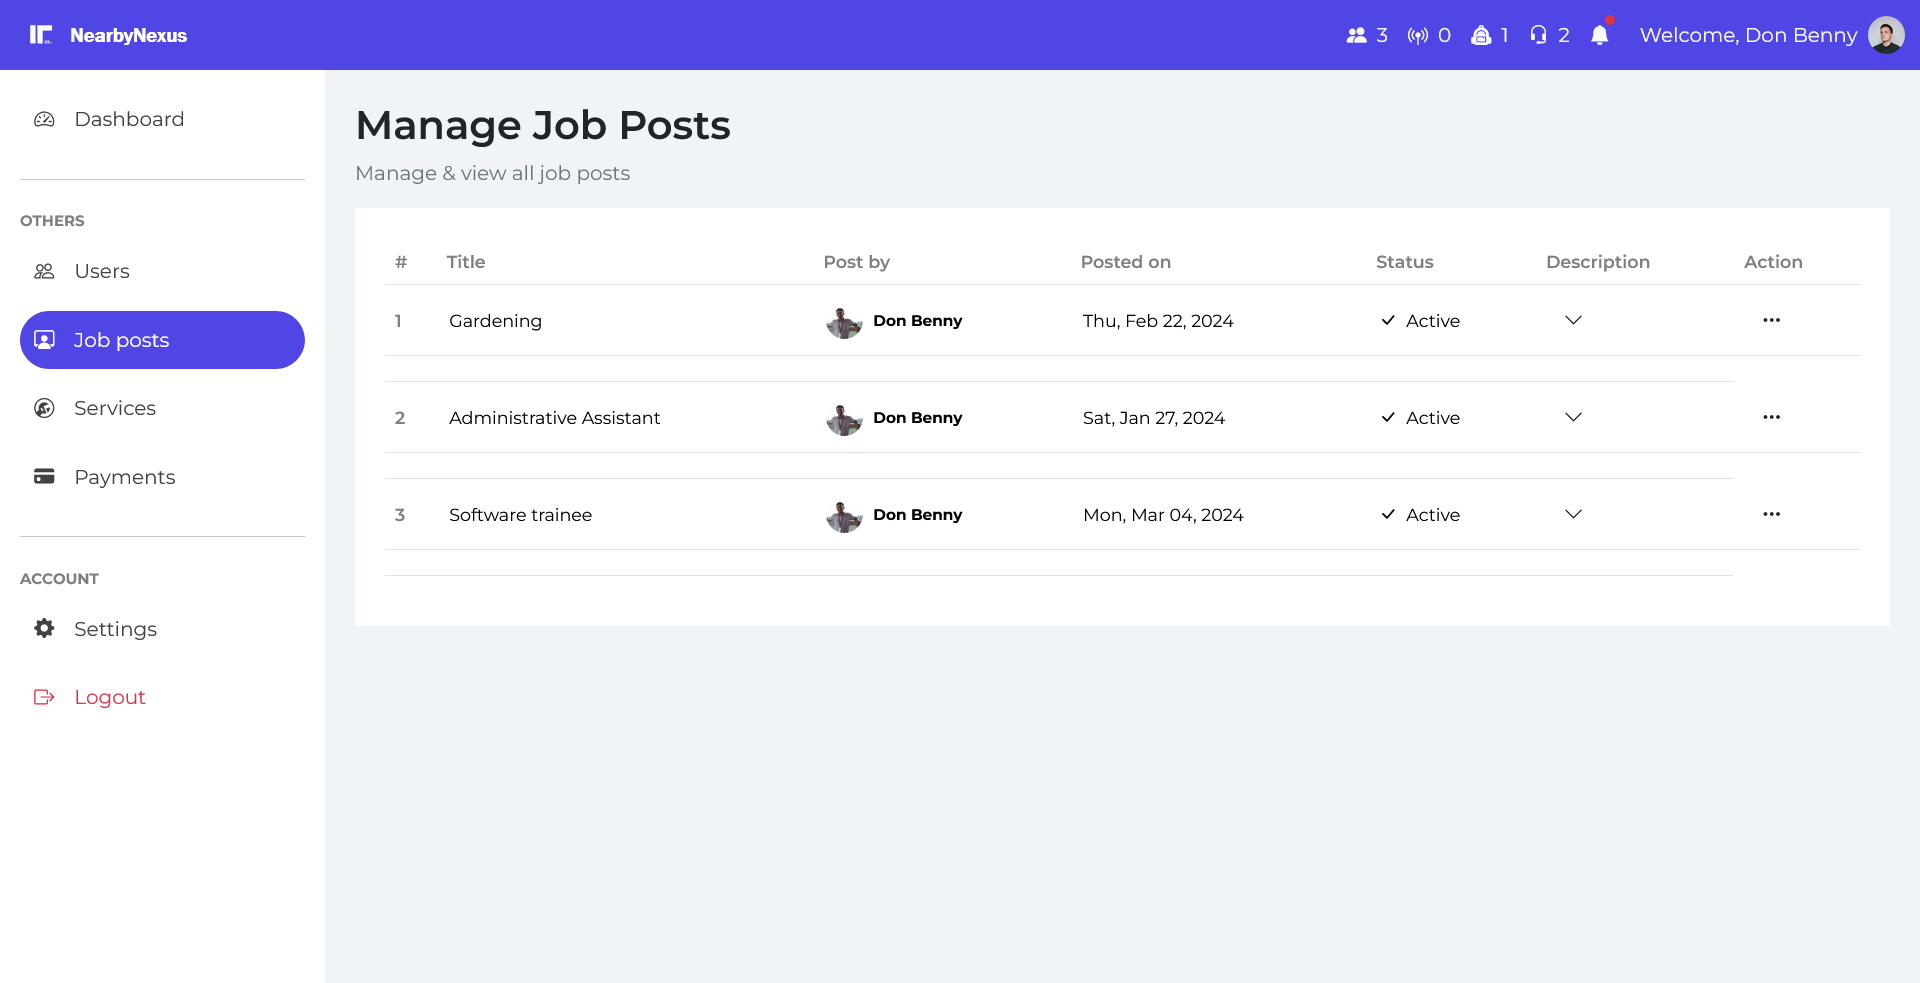 NearbyNexus
3 0 1 2 Welcome, Don Benny
Dashboard
OTHERS
Users
Job posts
Services
Payments
ACCOUNT
Settings
Logout
Manage Job Posts
Manage & view all job posts
# Title Post by Posted on Status Description Action
1 Gardening Don Benny Thu, Feb 22, 2024 Active
2 Administrative Assistant Don Benny Sat, Jan 27, 2024 Active
3 Software trainee Don Benny Mon, Mar 04, 2024 Active